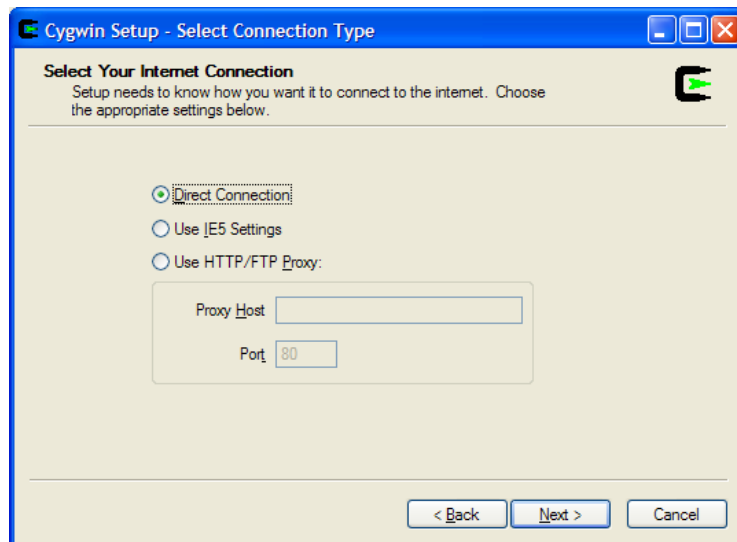 Cygwin Setup - Select Connection Type
Select Your Internet Connection
Setup needs to know how you want it to connect to the internet. Choose
the appropriate settings below.
Direct Connection
Use IE5 Settings
Use HTTP/FTP Proxy:
Proxy Host
Port 80
< Back Next > Cancel